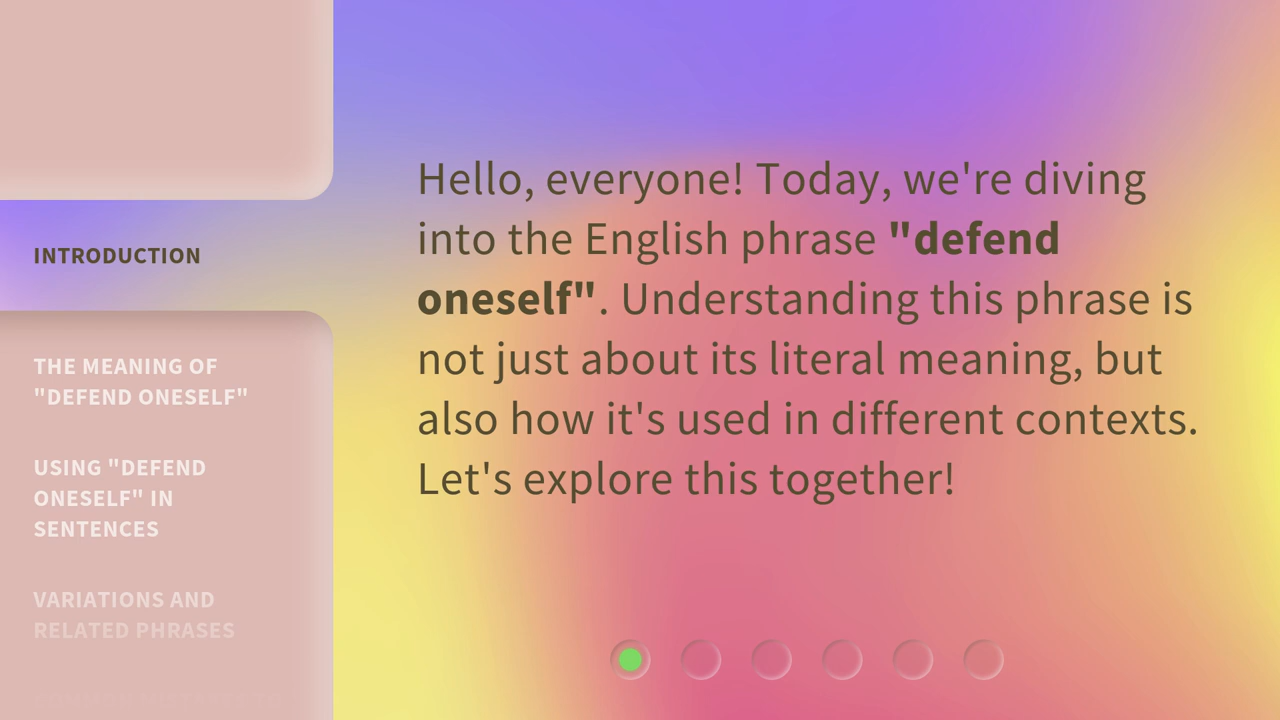 INTRODUCTION
THE MEANING OF
"DEFEND ONESELF"
USING "DEFEND
ONESELF" IN
SENTENCES
VARIATIONS AND
RELATED PHRASES
Hello, everyone! Today, we're diving
into the English phrase "defend
oneself". Understanding this phrase is
not just about its literal meaning, but
also how it's used in different contexts.
Let's explore this together!